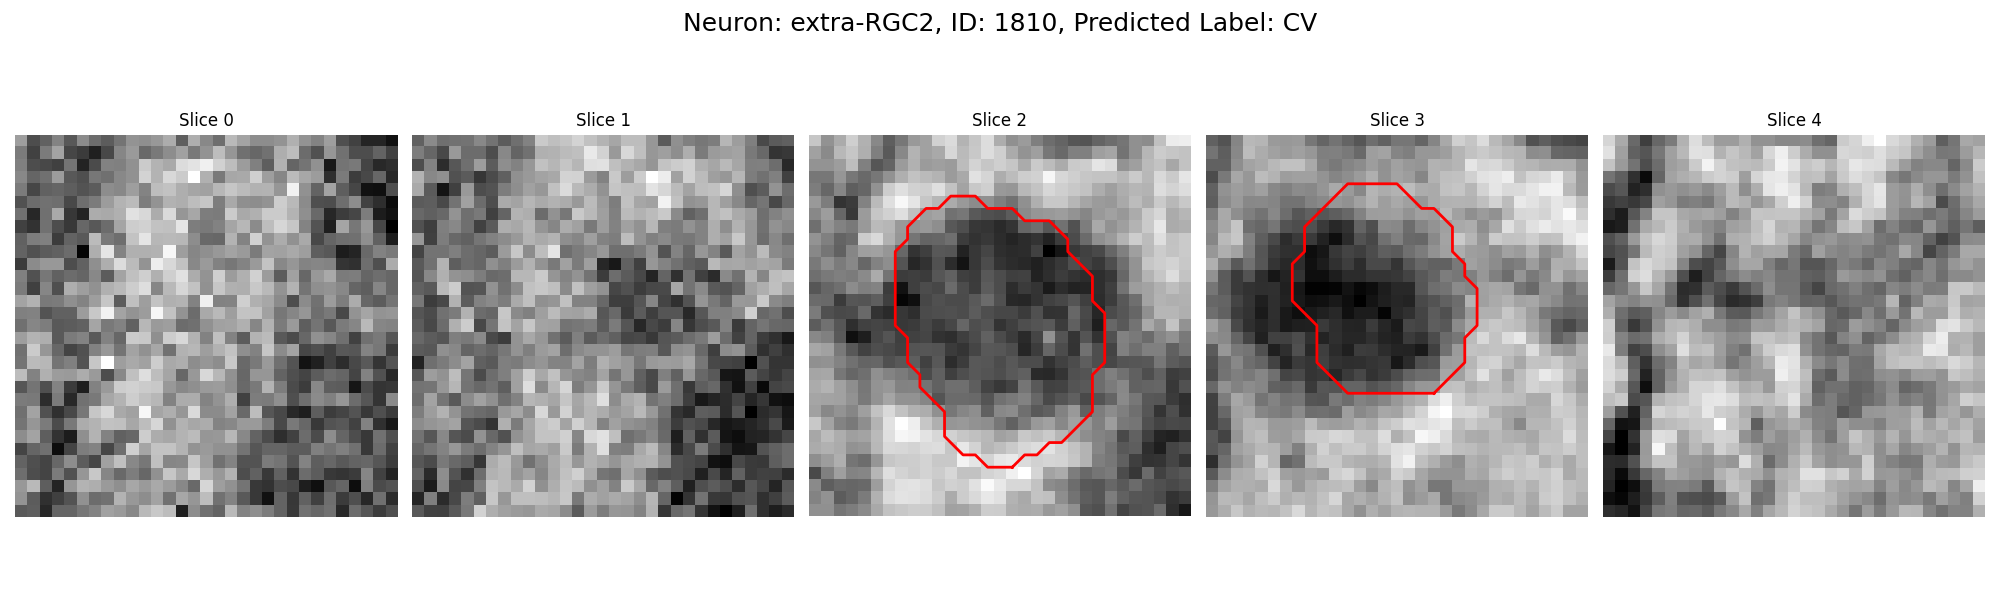 Neuron: extra-RGC2, ID: 1810, Predicted Label: CV
Slice 0
Slice 1
Slice 2
Slice 3
Slice 4